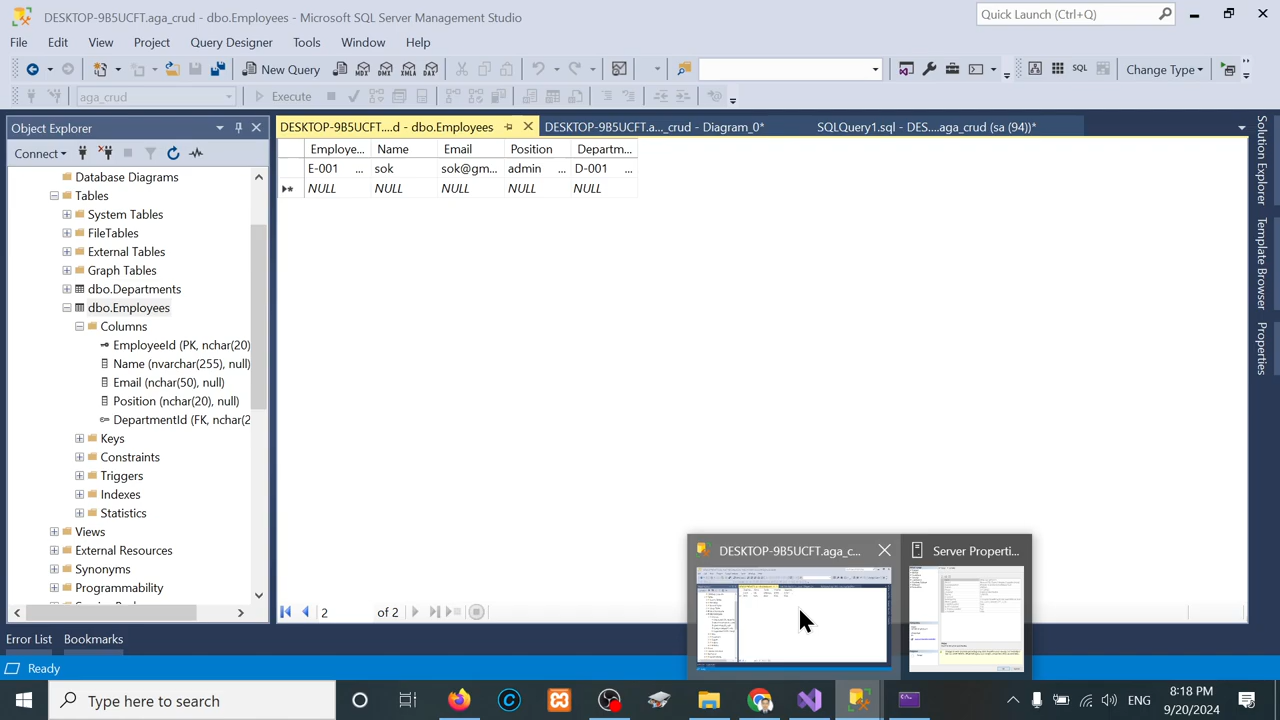 DESKTOP-9B5UCFT.aga_crud - dbo.Employees - Microsoft SQL Server Management Studio
Quick Launch (Ctrl+Q)
File Edit View Project Query Designer Tools Window Help
New Query MDX DMX XMLA DAX SQL Change Type
aga_crud Execute
Object Explorer
DESKTOP-9B5UCFT....d - dbo.Employees
DESKTOP-9B5UCFT.a..._crud - Diagram_0*
SQLQuery1.sql - DES....aga_crud (sa (94))*
Connect
Database Diagrams
Tables
System Tables
FileTables
External Tables
Graph Tables
dbo.Departments
dbo.Employees
Columns
EmployeeId (PK, nchar(20)
Name (nvarchar(255), null)
Email (nchar(50), null)
Position (nchar(20), null)
DepartmentId (FK, nchar(2
Keys
Constraints
Triggers
Indexes
Statistics
Views
External Resources
Synonyms
Programmability
Employe... Name Email Position Departm...
E-001 ... sok sok@gm... admin ... D-001 ...
NULL NULL NULL NULL NULL
Solution Explorer
Template Browser
Properties
2 of 2
DESKTOP-9B5UCFT.aga_c...
Server Properti...
List Bookmarks
Ready
Type here to search
ENG
8:18 PM
9/20/2024